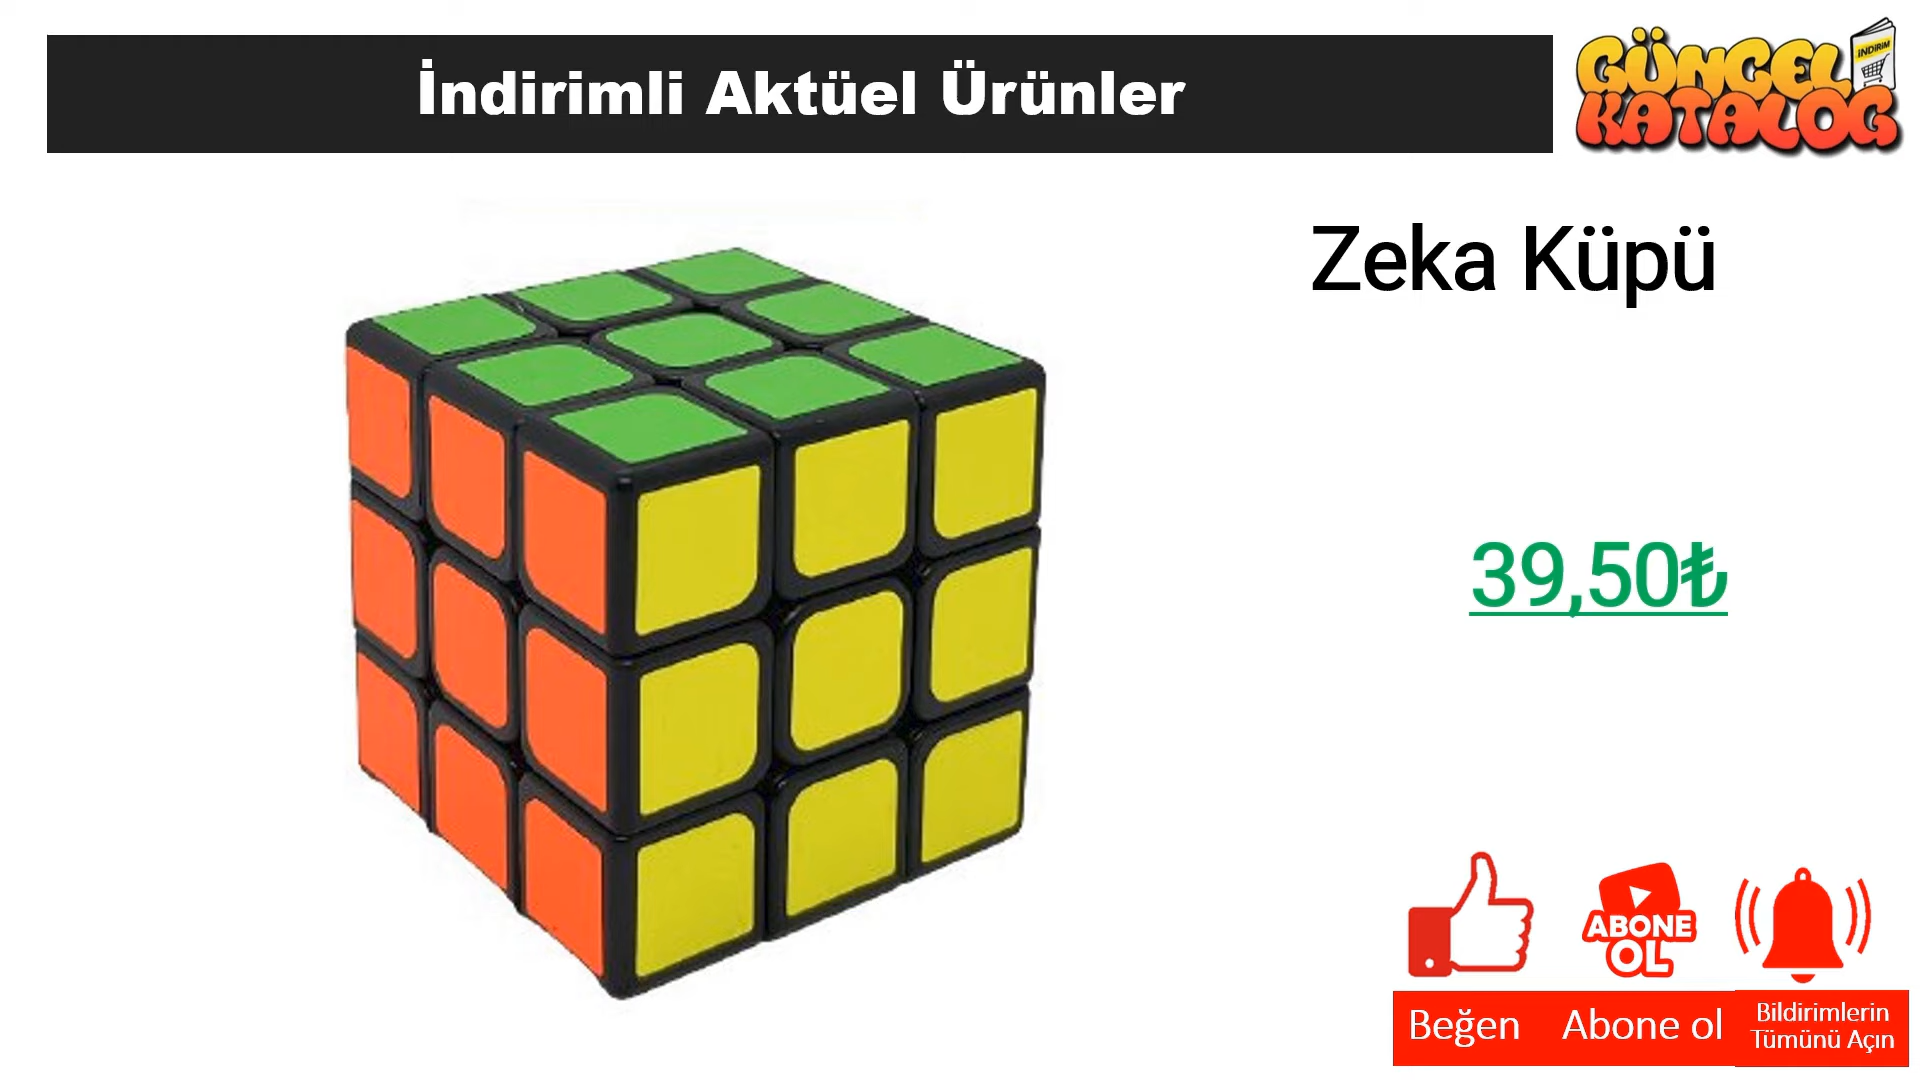 İndirimli Aktüel Ürünler
GÜNCEL
KATALOG
İNDİRİM
Zeka Küpü
39,50₺
ABONE
OL
Beğen
Abone ol
Bildirimlerin
Tümünü Açın